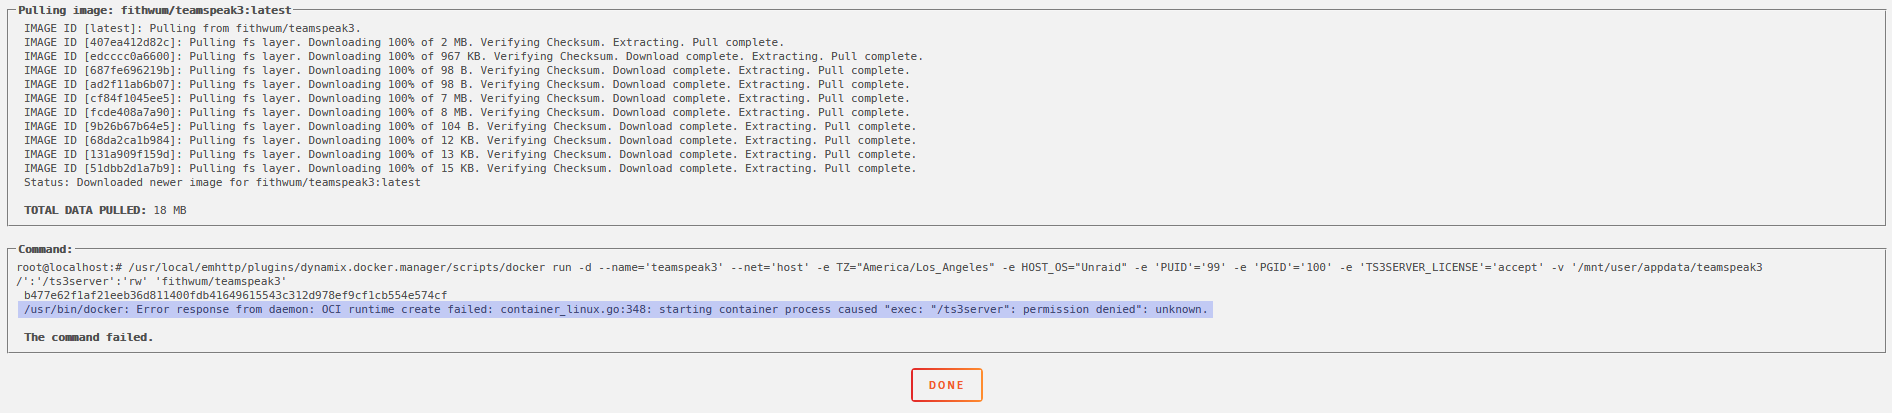 Pulling image: fithwum/teamspeak3:latest
IMAGE ID [latest]: Pulling from fithwum/teamspeak3.
IMAGE ID [407ea412d82c]: Pulling fs layer. Downloading 100% of 2 MB. Verifying Checksum. Extracting. Pull complete.
IMAGE ID [edcccc0a6600]: Pulling fs layer. Downloading 100% of 967 KB. Verifying Checksum. Download complete. Extracting. Pull complete.
IMAGE ID [687fe696219b]: Pulling fs layer. Downloading 100% of 98 B. Verifying Checksum. Download complete. Extracting. Pull complete.
IMAGE ID [ad2f11ab6b07]: Pulling fs layer. Downloading 100% of 98 B. Verifying Checksum. Download complete. Extracting. Pull complete.
IMAGE ID [cf84f1045ee5]: Pulling fs layer. Downloading 100% of 7 MB. Verifying Checksum. Download complete. Extracting. Pull complete.
IMAGE ID [fcde408a7a90]: Pulling fs layer. Downloading 100% of 8 MB. Verifying Checksum. Download complete. Extracting. Pull complete.
IMAGE ID [9b26b67b64e5]: Pulling fs layer. Downloading 100% of 104 B. Verifying Checksum. Download complete. Extracting. Pull complete.
IMAGE ID [68da2ca1b984]: Pulling fs layer. Downloading 100% of 12 KB. Verifying Checksum. Download complete. Extracting. Pull complete.
IMAGE ID [131a909f159d]: Pulling fs layer. Downloading 100% of 13 KB. Verifying Checksum. Download complete. Extracting. Pull complete.
IMAGE ID [51dbb2d1a7b9]: Pulling fs layer. Downloading 100% of 15 KB. Verifying Checksum. Download complete. Extracting. Pull complete.
Status: Downloaded newer image for fithwum/teamspeak3:latest
TOTAL DATA PULLED: 18 MB
Command:
root@localhost:# /usr/local/emhttp/plugins/dynamix.docker.manager/scripts/docker run -d --name='teamspeak3' --net='host' -e TZ="America/Los_Angeles" -e HOST_OS="Unraid" -e 'PUID'='99' -e 'PGID'='100' -e 'TS3SERVER_LICENSE'='accept' -v '/mnt/user/appdata/teamspeak3
/':'/ts3server':'rw' 'fithwum/teamspeak3'
b477e62f1af21eeb36d811400fdb41649615543c312d978ef9cf1cb554e574cf
/usr/bin/docker: Error response from daemon: OCI runtime create failed: container_linux.go:348: starting container process caused "exec: "/ts3server": permission denied": unknown.
The command failed.
DONE